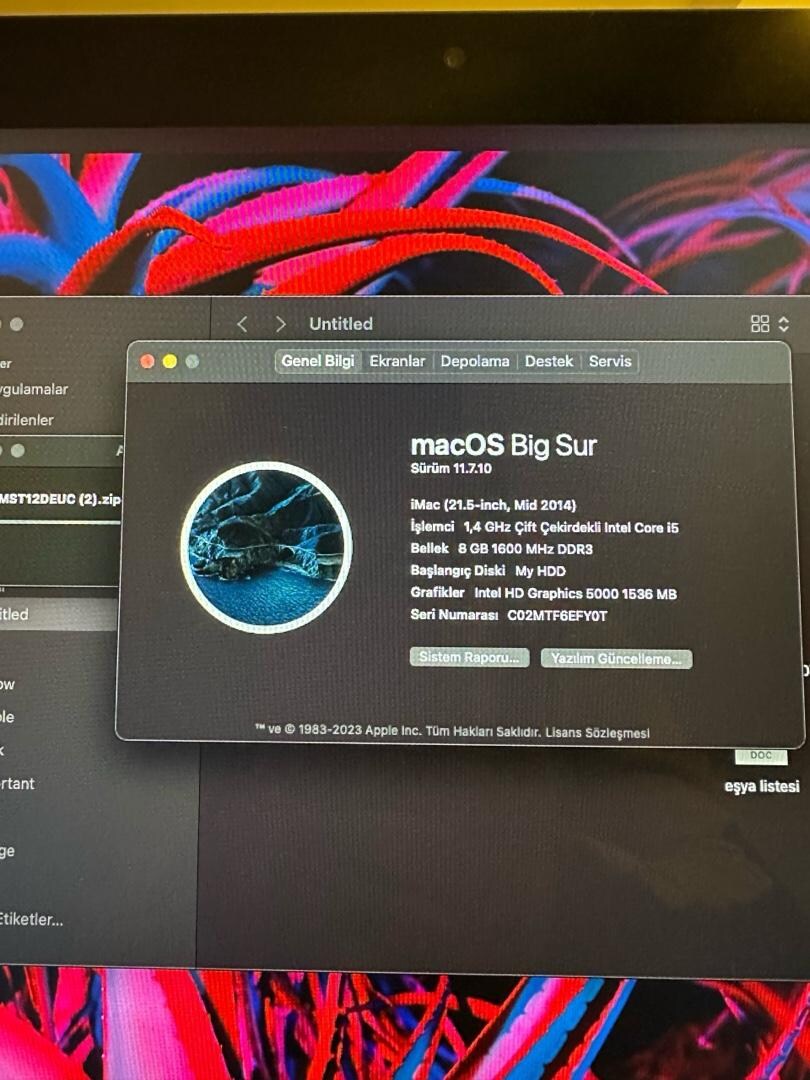 Untitled
Genel Bilgi Ekranlar Depolama Destek Servis
macOS Big Sur
Sürüm 11.7.10
iMac (21.5-inch, Mid 2014)
İşlemci 1,4 GHz Çift Çekirdekli Intel Core i5
Bellek 8 GB 1600 MHz DDR3
Başlangıç Diski My HDD
Grafikler Intel HD Graphics 5000 1536 MB
Seri Numarası C02MTF6EFY0T
Sistem Raporu... Yazılım Güncelleme...
™ ve © 1983-2023 Apple Inc. Tüm Hakları Saklıdır. Lisans Sözleşmesi
er
ygulamalar
dirilenler
MST12DEUC (2).zip
itled
ow
ple
k
rtant
ge
Etiketler...
DOC
eşya listesi